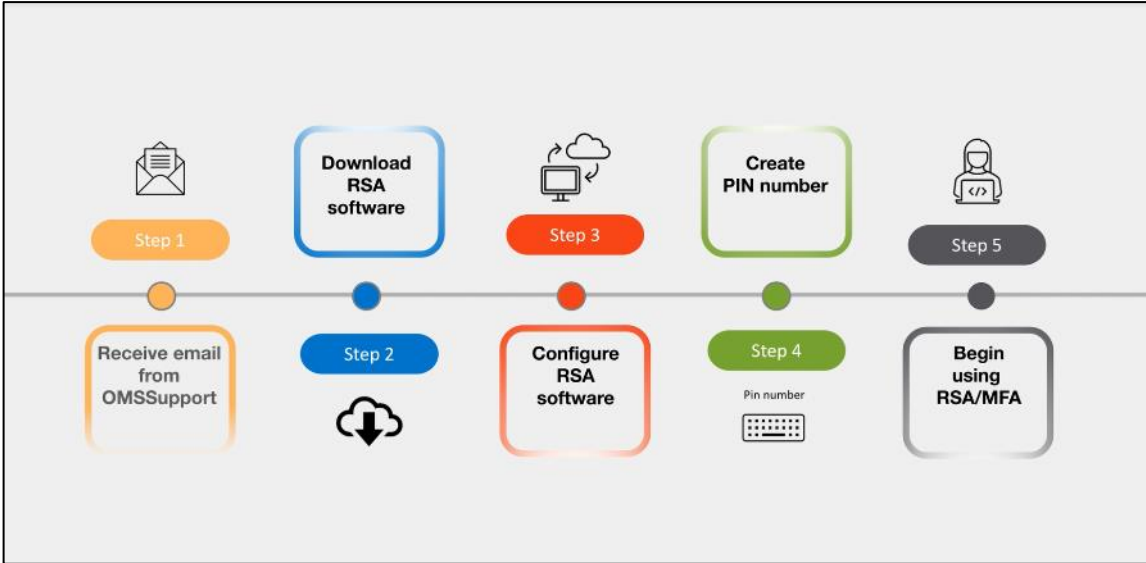 Step 1
Receive email
from
OMSSupport
Download
RSA
software
Step 2
Step 3
Configure
RSA
software
Create
PIN number
Step 4
Pin number
Step 5
</>
Begin
using
RSA/MFA